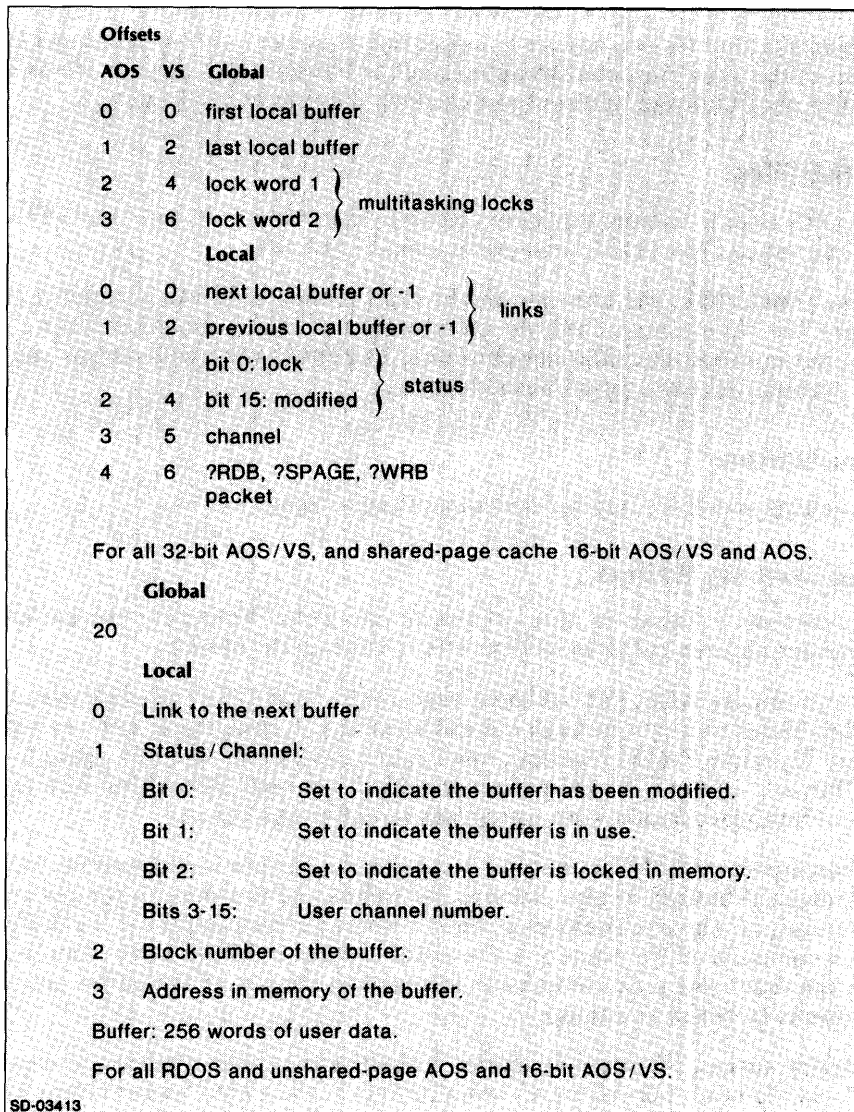 Offsets
AOS VS Global
0 0 first local buffer
1 2 last local buffer
2 4 lock word 1
multitasking locks
3 6 lock word 2
Local
0 0 next local buffer or -1
links
1 2 previous local buffer or -1
bit 0: lock
status
2 4 bit 15: modified
3 5 channel
4 6 ?RDB, ?SPAGE, ?WRB
packet
For all 32-bit AOS/VS, and shared-page cache 16-bit AOS/VS and AOS.
Global
20
Local
0 Link to the next buffer
1 Status/Channel:
Bit 0: Set to indicate the buffer has been modified.
Bit 1: Set to indicate the buffer is in use.
Bit 2: Set to indicate the buffer is locked in memory.
Bits 3-15: User channel number.
2 Block number of the buffer.
3 Address in memory of the buffer.
Buffer: 256 words of user data.
For all RDOS and unshared-page AOS and 16-bit AOS/VS.
SD-03413